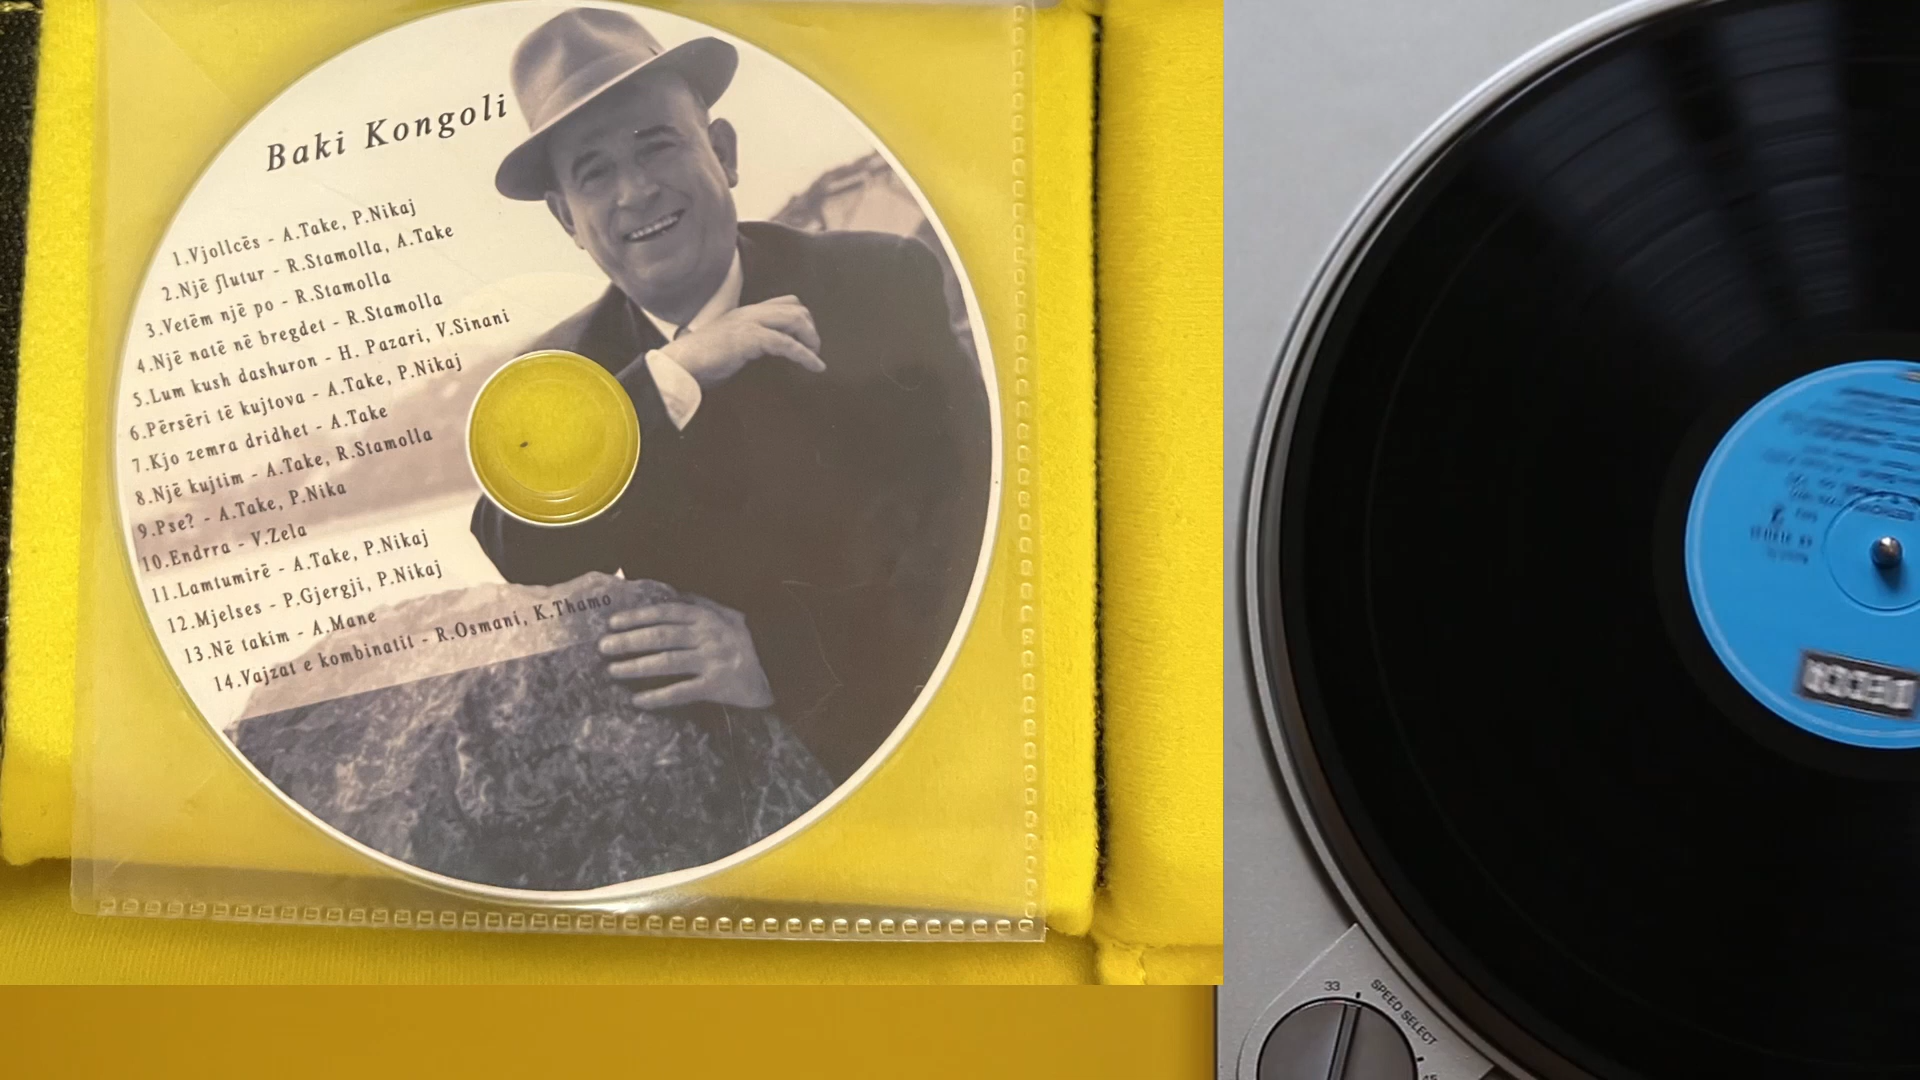 Baki Kongoli
1.Vjollcës - A.Take, P.Nikaj
2.Një flutur - R.Stamolla, A.Take
3.Vetëm një po - R.Stamolla
4.Një natë në bregdet - R.Stamolla
5.Lum kush dashuron - H. Pazari, V.Sinani
6.Përsëri të kujtova - A.Take, P.Nikaj
7.Kjo zemra dridhet - A.Take
8.Një kujtim - A.Take, R.Stamolla
9.Pse? - A.Take, P.Nika
10.Endrra - V.Zela
11.Lamtumirë - A.Take, P.Nikaj
12.Mjelses - P.Gjergji, P.Nikaj
13.Në takim - A.Mane
14.Vajzat e kombinatit - R.Osmani, K.Thamo
DECCA
33
SPEED SELECT